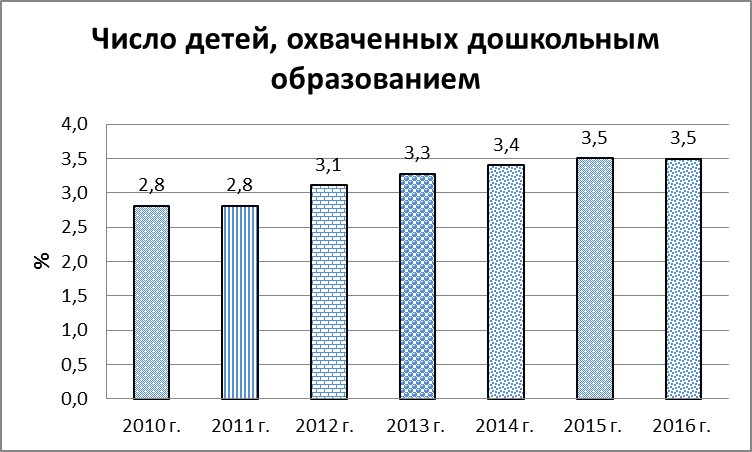 Число детей, охваченных дошкольным
образованием
4,0
3,5
3,0
2,5
2,0
1,5
1,0
0,5
0,0
%
2,8
2,8
3,1
3,3
3,4
3,5
3,5
2010 г.
2011 г.
2012 г.
2013 г.
2014 г.
2015 г.
2016 г.